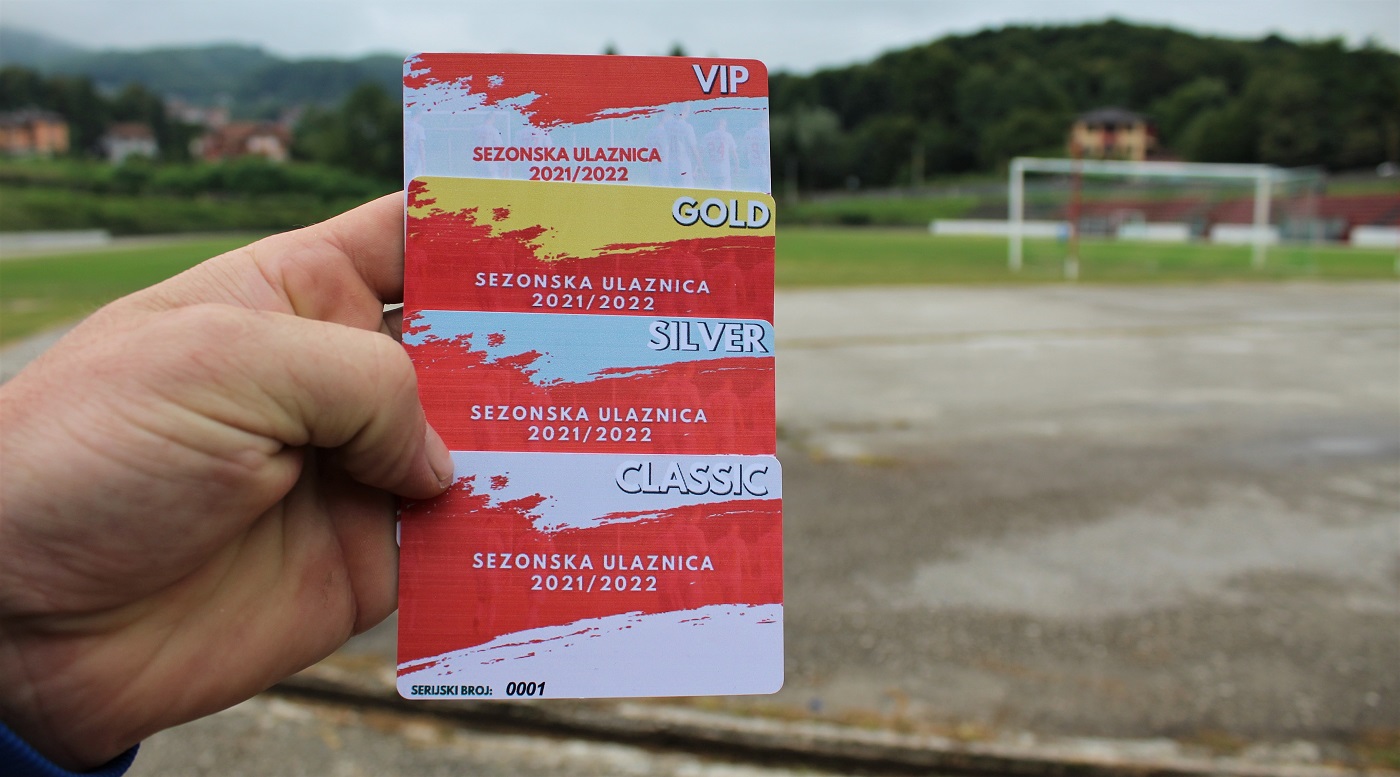 VIP
SEZONSKA ULAZNICA
2021/2022
GOLD
SEZONSKA ULAZNICA
2021/2022
SILVER
SEZONSKA ULAZNICA
2021/2022
CLASSIC
SEZONSKA ULAZNICA
2021/2022
SERIJSKI BROJ: 0001